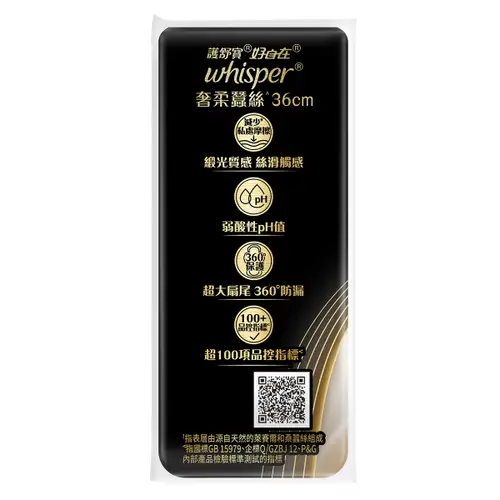 護舒寶® 好自在®
whisper®
奢柔蠶絲^36cm
減少*
私處摩擦
緞光質感 絲滑觸感
pH
弱酸性pH值
360°
保護
超大扇尾 360°防漏
100+
品控指標<
超100項品控指標<
^指表層由源自天然的萊賽爾和桑蠶絲組成
<指國標GB 15979、企標Q/GZBJ 12、P&G
內部產品檢驗標準測試的指標